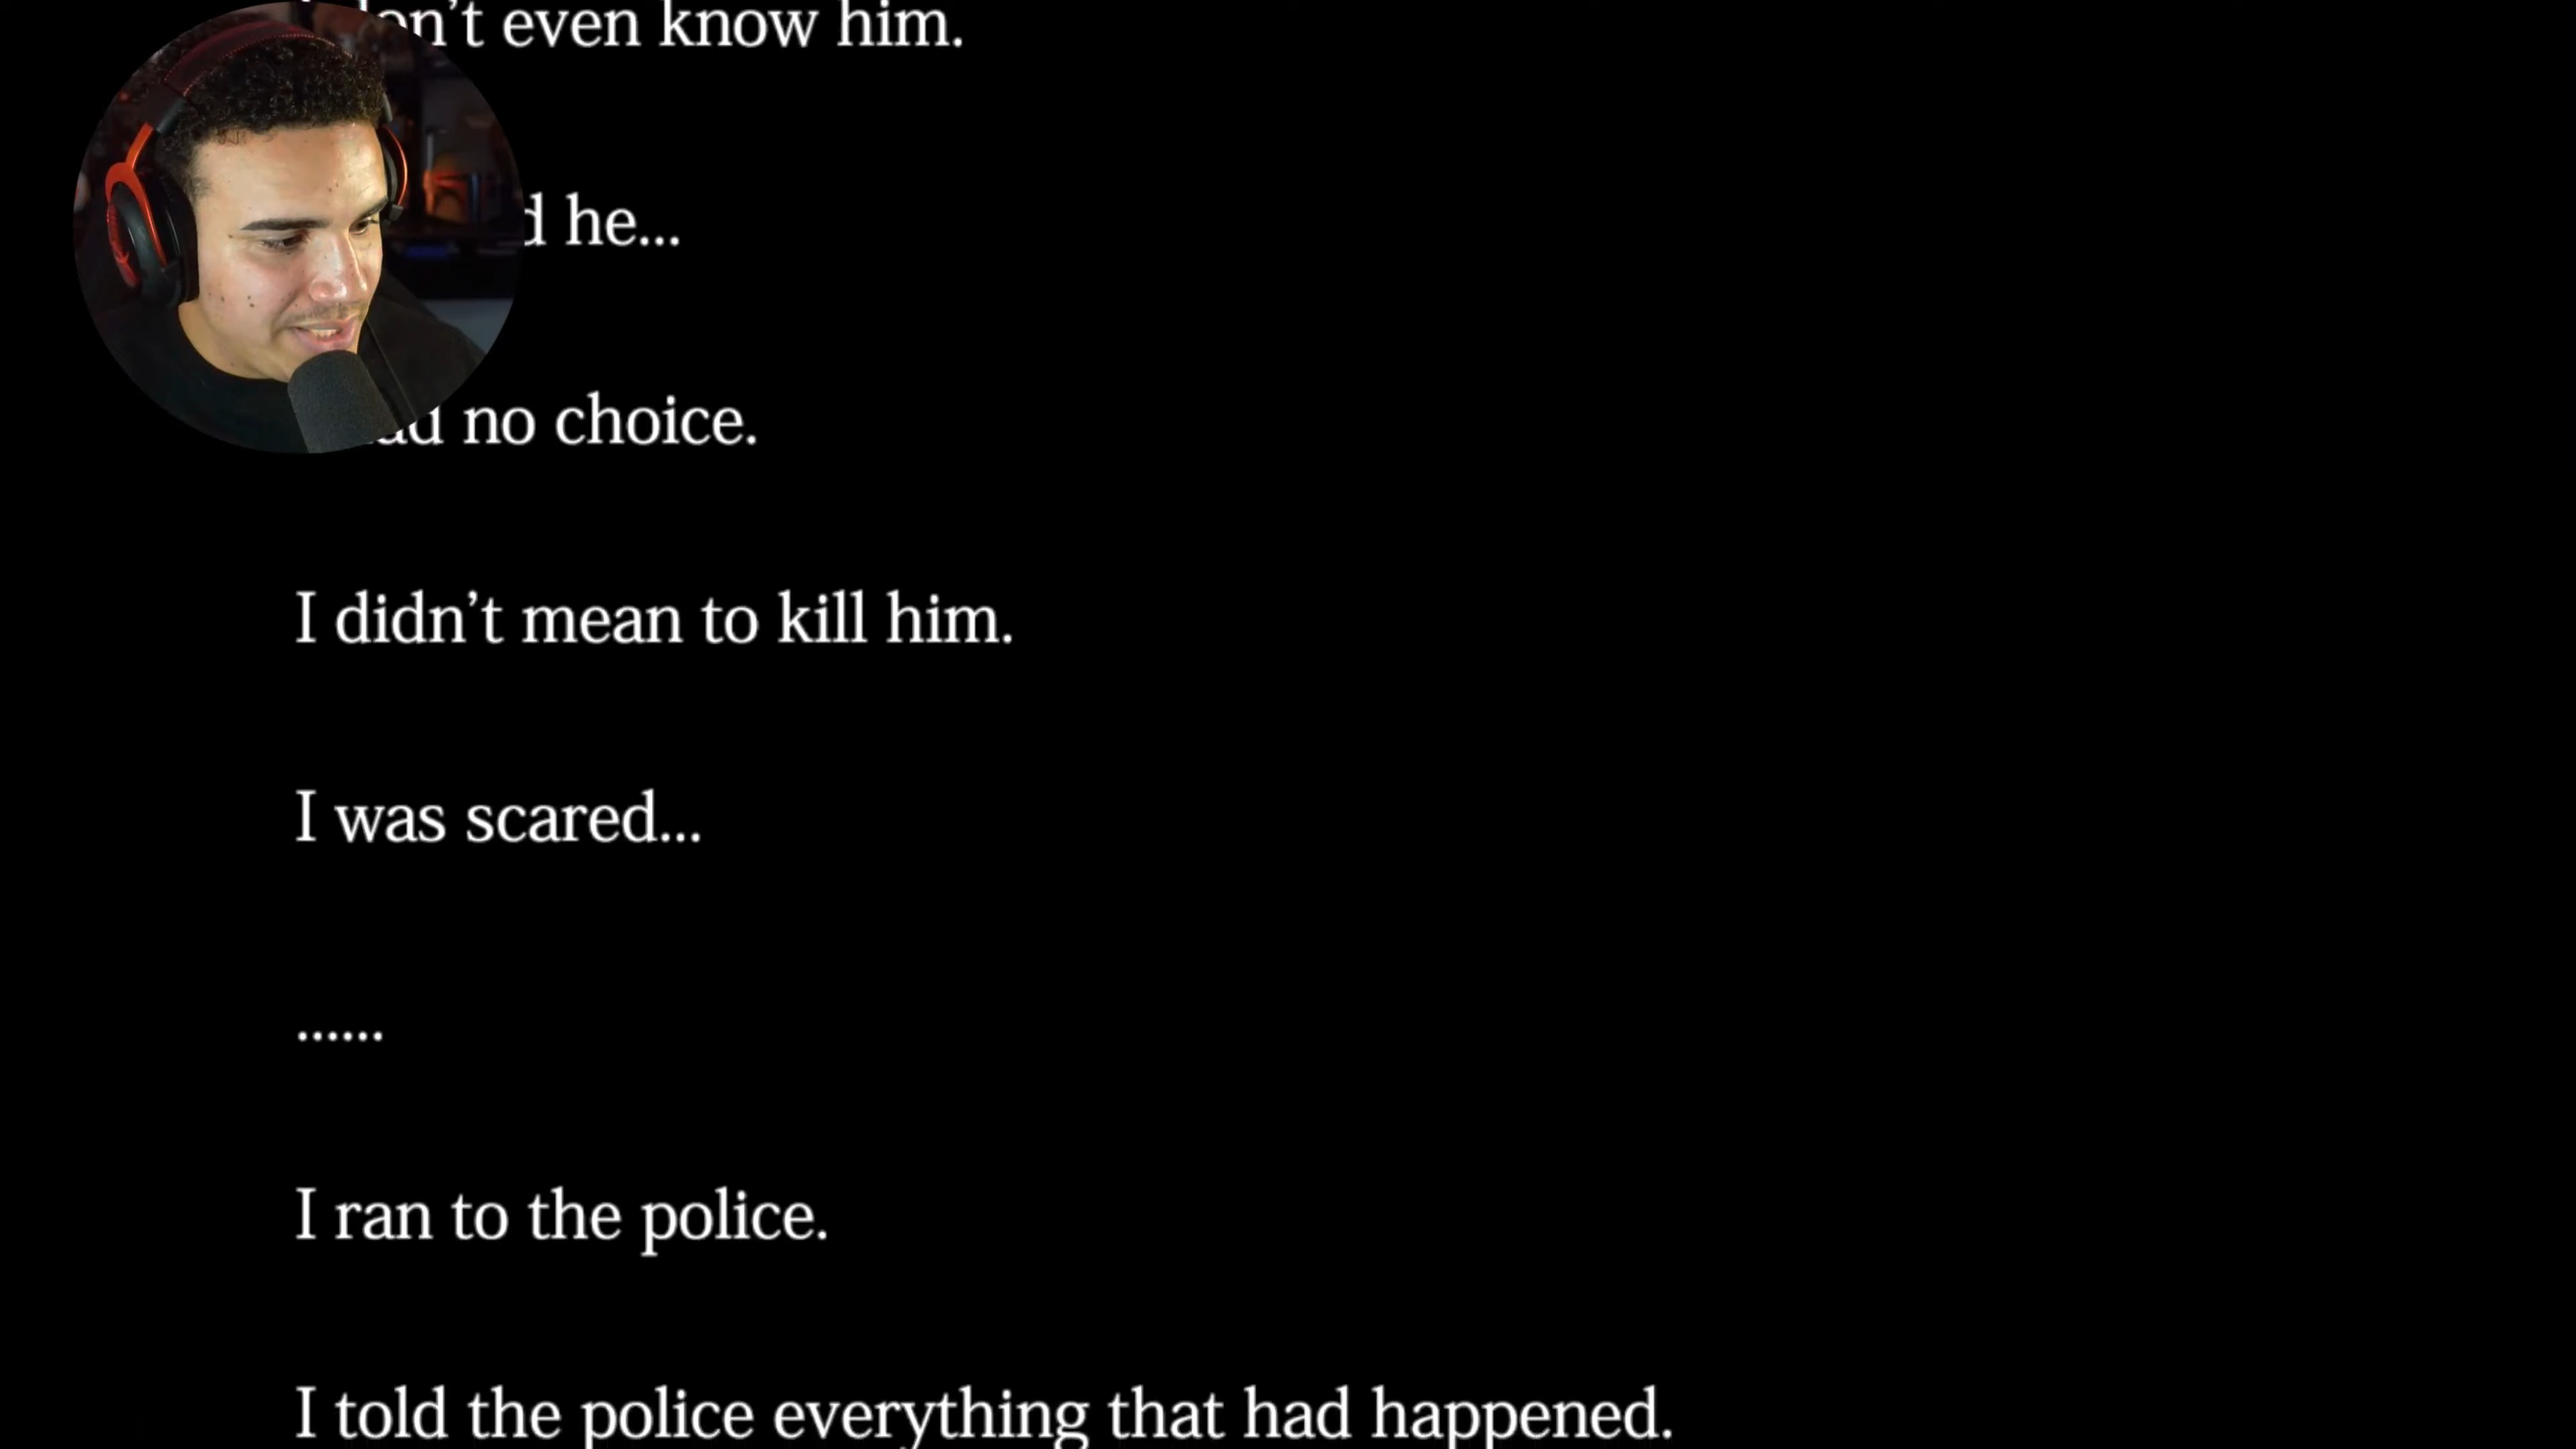 even know him.
he...
no choice.
I didn’t mean to kill him.
I was scared...
......
I ran to the police.
I told the police everything that had happened.